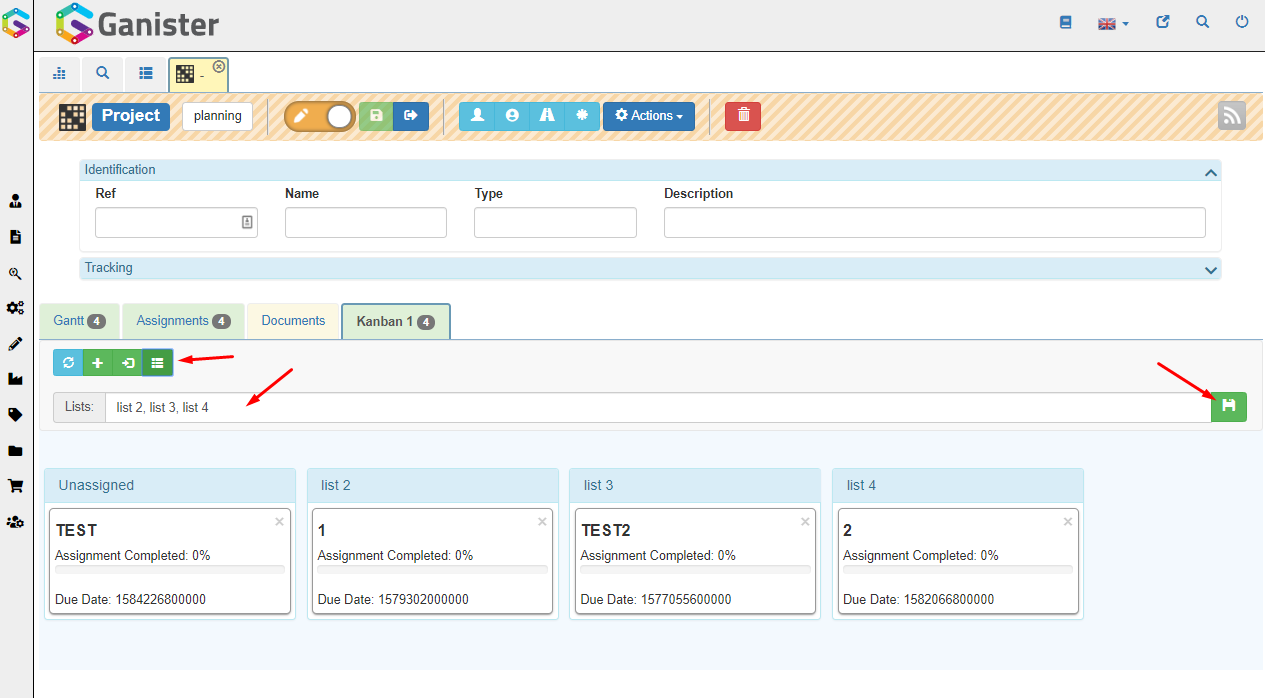 Ganister
-
Project
planning
Actions
Identification
Ref
Name
Type
Description
Tracking
Gantt 4
Assignments 4
Documents
Kanban 1 4
Lists:
list 2, list 3, list 4
Unassigned
list 2
list 3
list 4
TEST
1
TEST2
2
Assignment Completed: 0%
Assignment Completed: 0%
Assignment Completed: 0%
Assignment Completed: 0%
Due Date: 1584226800000
Due Date: 1579302000000
Due Date: 1577055600000
Due Date: 1582066800000